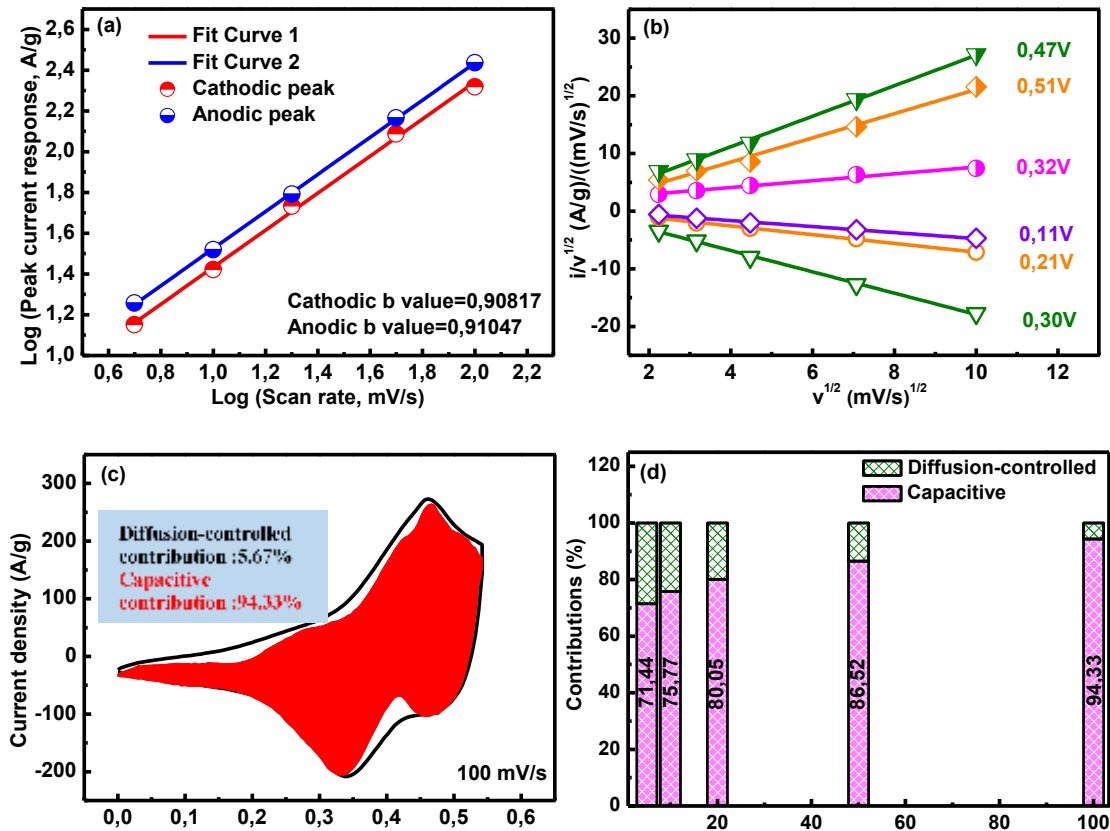 (a)
Fit Curve 1
Fit Curve 2
Cathodic peak
Anodic peak
Cathodic b value=0,90817
Anodic b value=0,91047
Log (Peak current response, A/g)
2,6
2,4
2,2
2,0
1,8
1,6
1,4
1,2
1,0
0,6 0,8 1,0 1,2 1,4 1,6 1,8 2,0 2,2
Log (Scan rate, mV/s)
(b)
0,47V
0,51V
0,32V
0,11V
0,21V
0,30V
i/v^1/2 (A/g)/((mV/s)^1/2)
30
20
10
0
-10
-20
2 4 6 8 10
v^1/2 (mV/s)^1/2
(c)
Diffusion-controlled
contribution :5.67%
Capacitive
contribution :94.33%
100 mV/s
Current density (A/g)
300
200
100
0
-100
-200
0,0 0,1 0,2 0,3 0,4 0,5 0,6
(d)
Diffusion-controlled
Capacitive
Contributions (%)
120
100
80
60
40
20
0
71,44
75,77
80,05
86,52
94,33
20 40 60 80 100